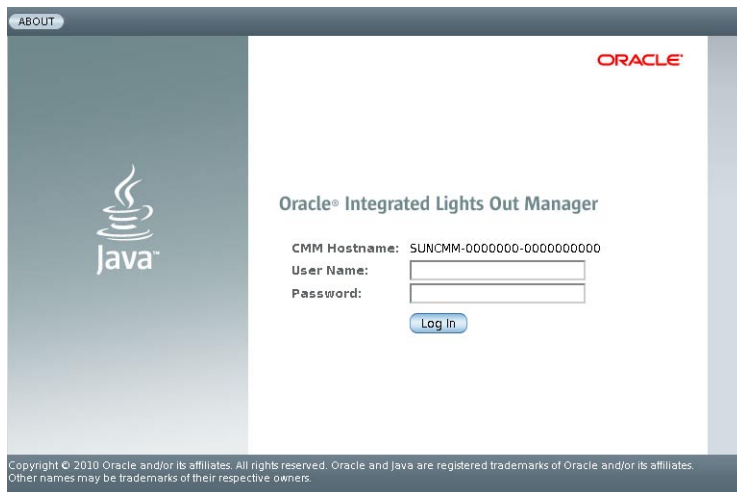 ABOUT
ORACLE®
Java™
Oracle® Integrated Lights Out Manager
CMM Hostname: SUNCMM-0000000-0000000000
User Name:
Password:
Log In
Copyright © 2010 Oracle and/or its affiliates. All rights reserved. Oracle and Java are registered trademarks of Oracle and/or its affiliates.
Other names may be trademarks of their respective owners.